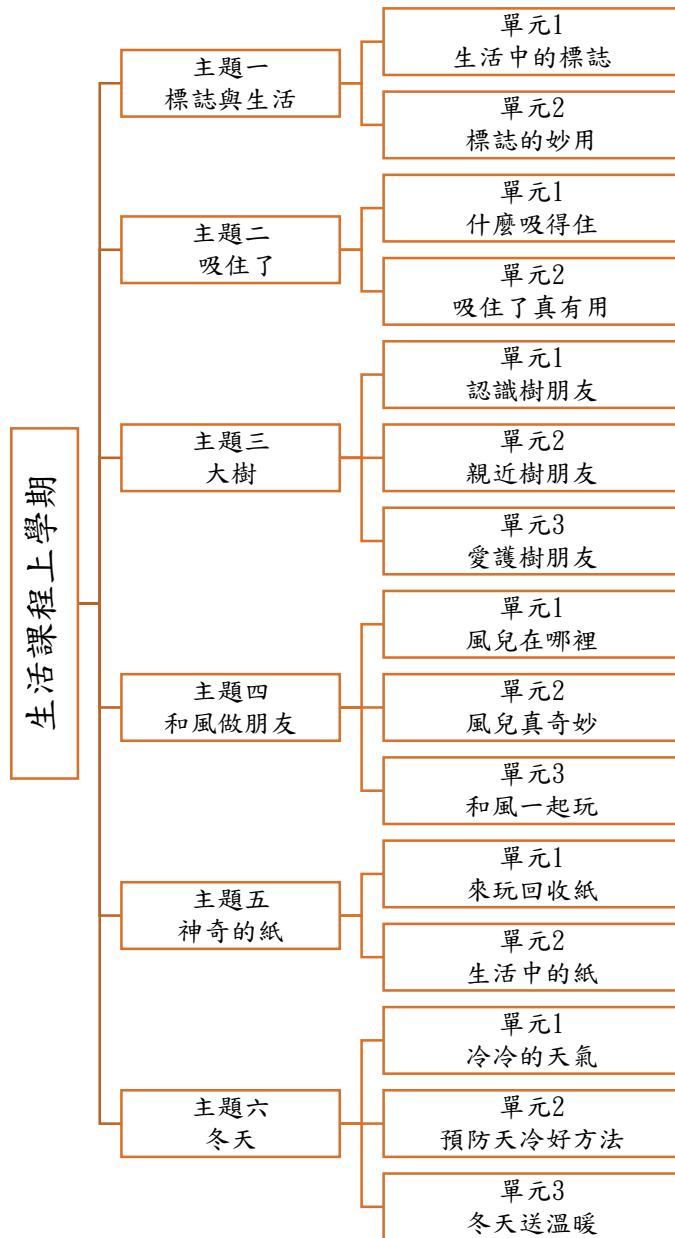 生活課程上學期
主題一
標誌與生活
單元1
生活中的標誌
單元2
標誌的妙用
主題二
吸住了
單元1
什麼吸得住
單元2
吸住了真有用
主題三
大樹
單元1
認識樹朋友
單元2
親近樹朋友
單元3
愛護樹朋友
主題四
和風做朋友
單元1
風兒在哪裡
單元2
風兒真奇妙
單元3
和風一起玩
主題五
神奇的紙
單元1
來玩回收紙
單元2
生活中的紙
主題六
冬天
單元1
冷冷的天氣
單元2
預防天冷好方法
單元3
冬天送溫暖